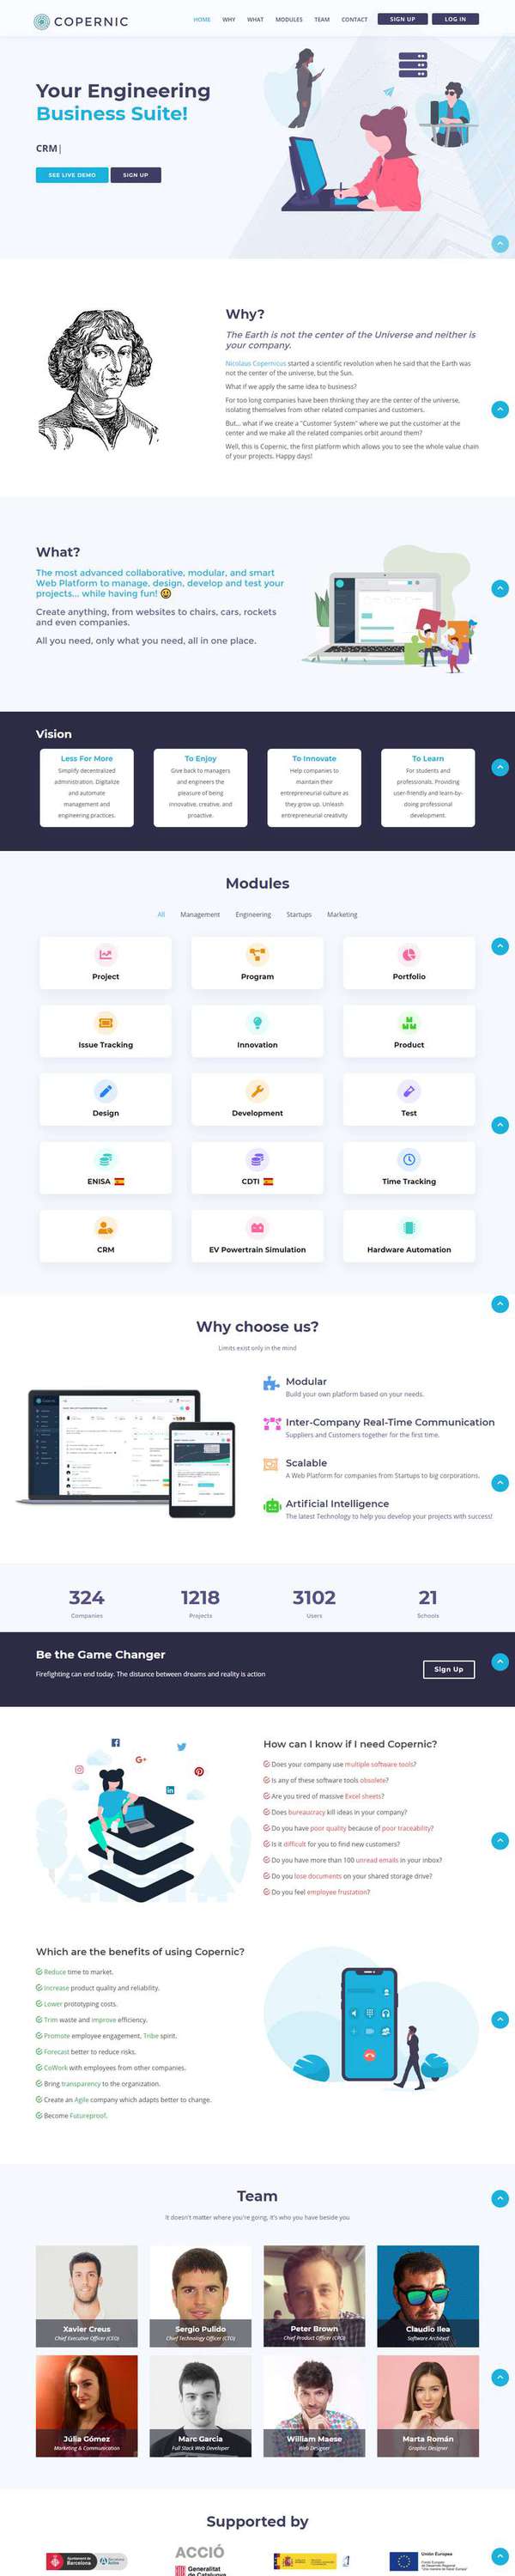 COPERNIC
HOME WHY WHAT MODULES TEAM CONTACT SIGN UP LOG IN
Your Engineering
Business Suite!
CRM|
SEE LIVE DEMO SIGN UP
Why?
The Earth is not the center of the Universe and neither is
your company.
Nicolaus Copernicus started a scientific revolution when he said that the Earth was
not the center of the universe, but the Sun.
What if we apply the same idea to business?
For too long companies have been thinking they are the center of the universe,
isolating themselves from other related companies and customers.
But... what if we create a "Customer System" where we put the customer at the
center and we make all the related companies orbit around them?
Well, this is Copernic, the first platform which allows you to see the whole value chain
of your projects. Happy days!
What?
The most advanced collaborative, modular, and smart
Web Platform to manage, design, develop and test your
projects... while having fun! 😃
Create anything, from websites to chairs, cars, rockets
and even companies.
All you need, only what you need, all in one place.
Vision
Less For More
Simplify decentralized
administration. Digitalize
and automate
management and
engineering practices.
To Enjoy
Give back to managers
and engineers the
pleasure of being
innovative, creative, and
proactive.
To Innovate
Help companies to
maintain their
entrepreneurial culture as
they grow up. Unleash
entrepreneurial creativity
To Learn
For students and
professionals. Providing
user-friendly and learn-by-
doing professional
development.
Modules
All Management Engineering Startups Marketing
Project Program Portfolio
Issue Tracking Innovation Product
Design Development Test
ENISA CDTI Time Tracking
CRM EV Powertrain Simulation Hardware Automation
Why choose us?
Limits exist only in the mind
Modular
Build your own platform based on your needs.
Inter-Company Real-Time Communication
Suppliers and Customers together for the first time.
Scalable
A Web Platform for companies from Startups to big corporations.
Artificial Intelligence
The latest Technology to help you develop your projects with success!
324 1218 3102 21
Companies Projects Users Schools
Be the Game Changer
Firefighting can end today. The distance between dreams and reality is action
Sign Up
How can I know if I need Copernic?
Does your company use multiple software tools?
Is any of these software tools obsolete?
Are you tired of massive Excel sheets?
Does bureaucracy kill ideas in your company?
Do you have poor quality because of poor traceability?
Is it difficult for you to find new customers?
Do you have more than 100 unread emails in your inbox?
Do you lose documents on your shared storage drive?
Do you feel employee frustation?
Which are the benefits of using Copernic?
Reduce time to market.
Increase product quality and reliability.
Lower prototyping costs.
Trim waste and improve efficiency.
Promote employee engagement. Tribe spirit.
Forecast better to reduce risks.
CoWork with employees from other companies.
Bring transparency to the organization.
Create an Agile company which adapts better to change.
Become Futureproof.
Team
It doesn't matter where you're going, it's who you have beside you
Xavier Creus
Chief Executive Officer (CEO)
Sergio Pulido
Chief Technology Officer (CTO)
Peter Brown
Chief Product Officer (CPO)
Claudio Ilea
Software Architect
Júlia Gómez
Marketing & Communication
Marc Garcia
Full Stack Web Developer
William Maese
Web Designer
Marta Román
Graphic Designer
Supported by
Barcelona
ACCIÓ
Generalitat
de Catalunya
Unión Europea